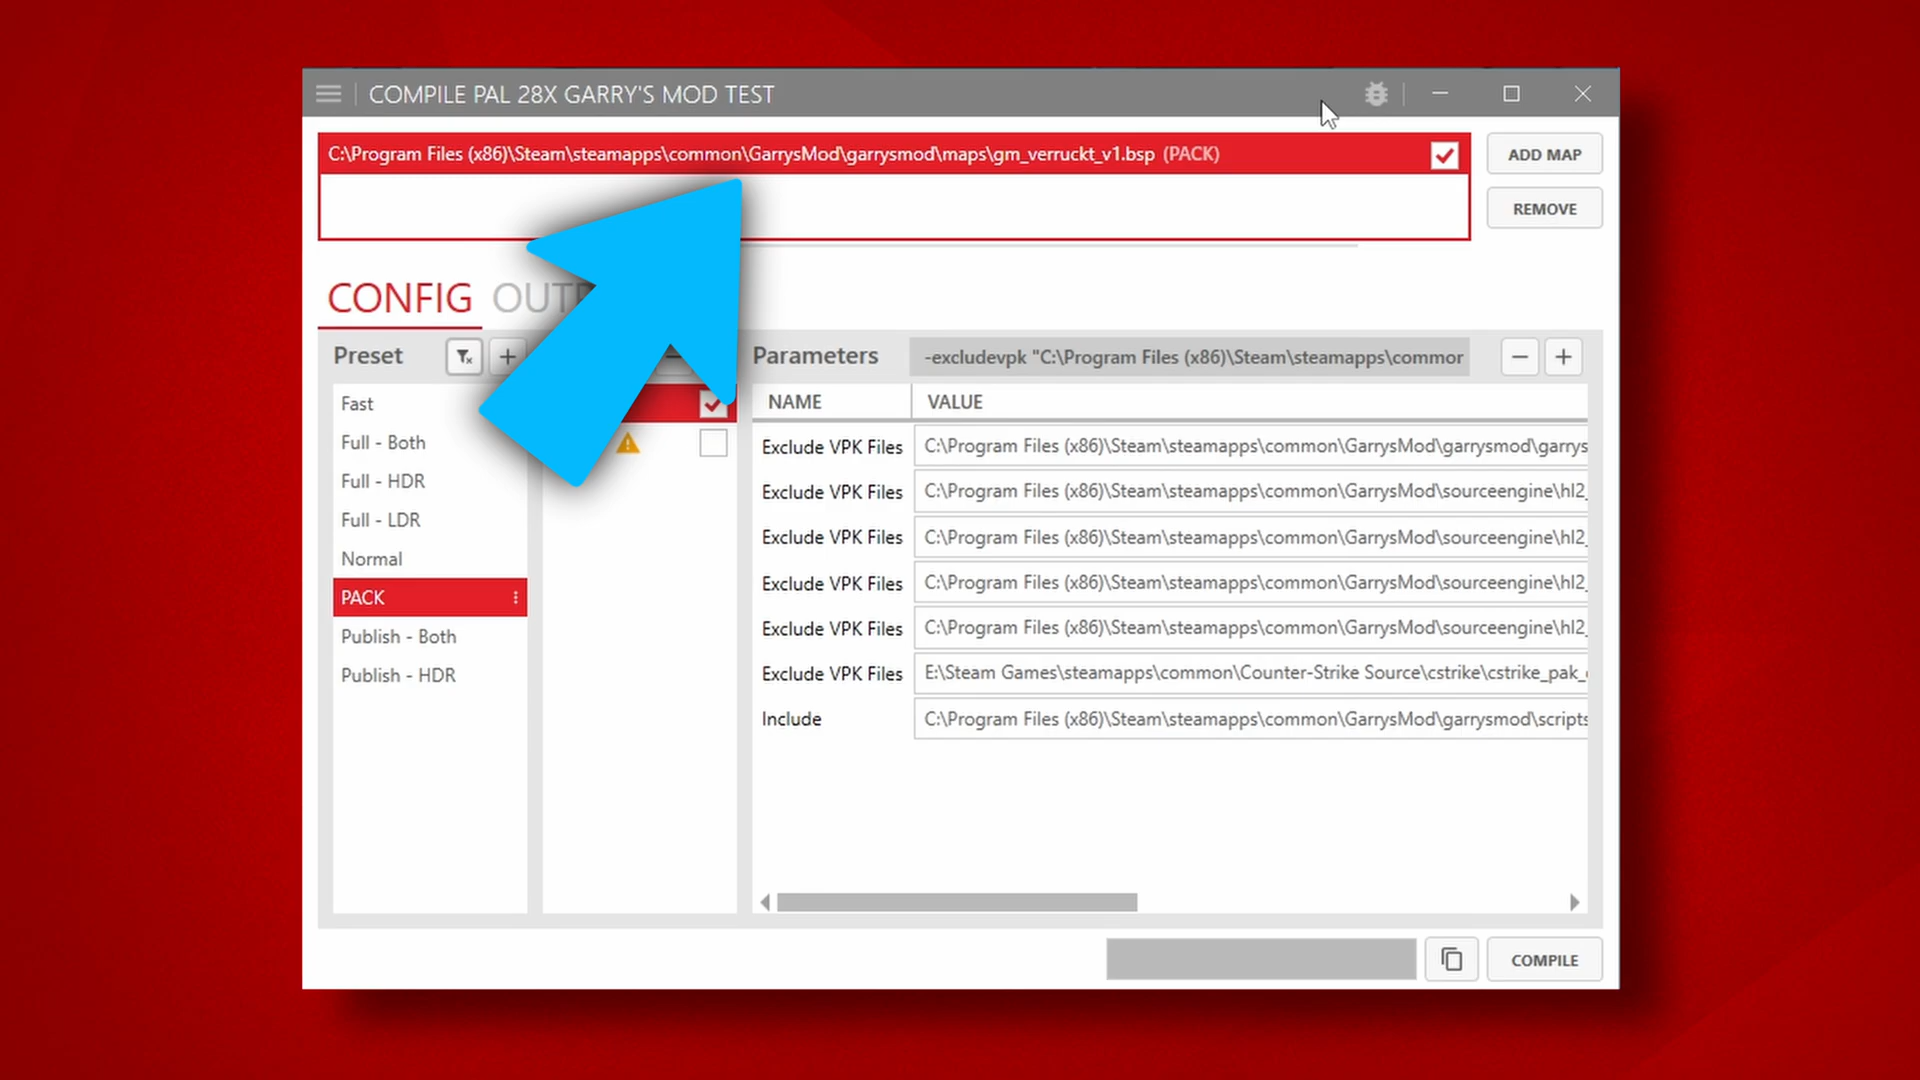 COMPILE PAL 28X GARRY'S MOD TEST
C:\Program Files (x86)\Steam\steamapps\common\GarrysMod\garrysmod\maps\gm_verruckt_v1.bsp (PACK)
ADD MAP
REMOVE
CONFIG
Preset
Parameters
-excludevpk "C:\Program Files (x86)\Steam\steamapps\commor
Fast
Full - Both
Full - HDR
Full - LDR
Normal
PACK
Publish - Both
Publish - HDR
NAME VALUE
Exclude VPK Files C:\Program Files (x86)\Steam\steamapps\common\GarrysMod\garrysmod\garrys
Exclude VPK Files C:\Program Files (x86)\Steam\steamapps\common\GarrysMod\sourceengine\hl2_
Exclude VPK Files C:\Program Files (x86)\Steam\steamapps\common\GarrysMod\sourceengine\hl2_
Exclude VPK Files C:\Program Files (x86)\Steam\steamapps\common\GarrysMod\sourceengine\hl2_
Exclude VPK Files C:\Program Files (x86)\Steam\steamapps\common\GarrysMod\sourceengine\hl2_
Exclude VPK Files E:\Steam Games\steamapps\common\Counter-Strike Source\cstrike\cstrike_pak_
Include C:\Program Files (x86)\Steam\steamapps\common\GarrysMod\garrysmod\scripts
COMPILE